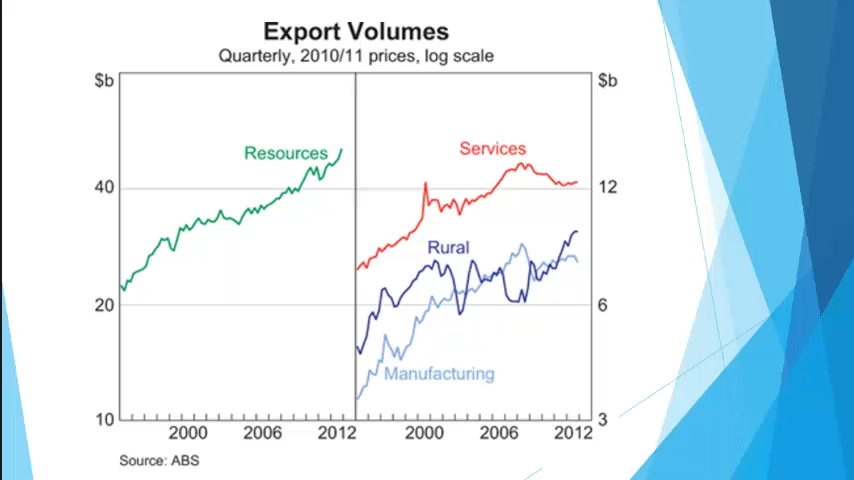 Export Volumes
Quarterly, 2010/11 prices, log scale
$b
$b
Resources
Services
40
12
Rural
20
6
Manufacturing
10
3
2000 2006 2012 2000 2006 2012
Source: ABS